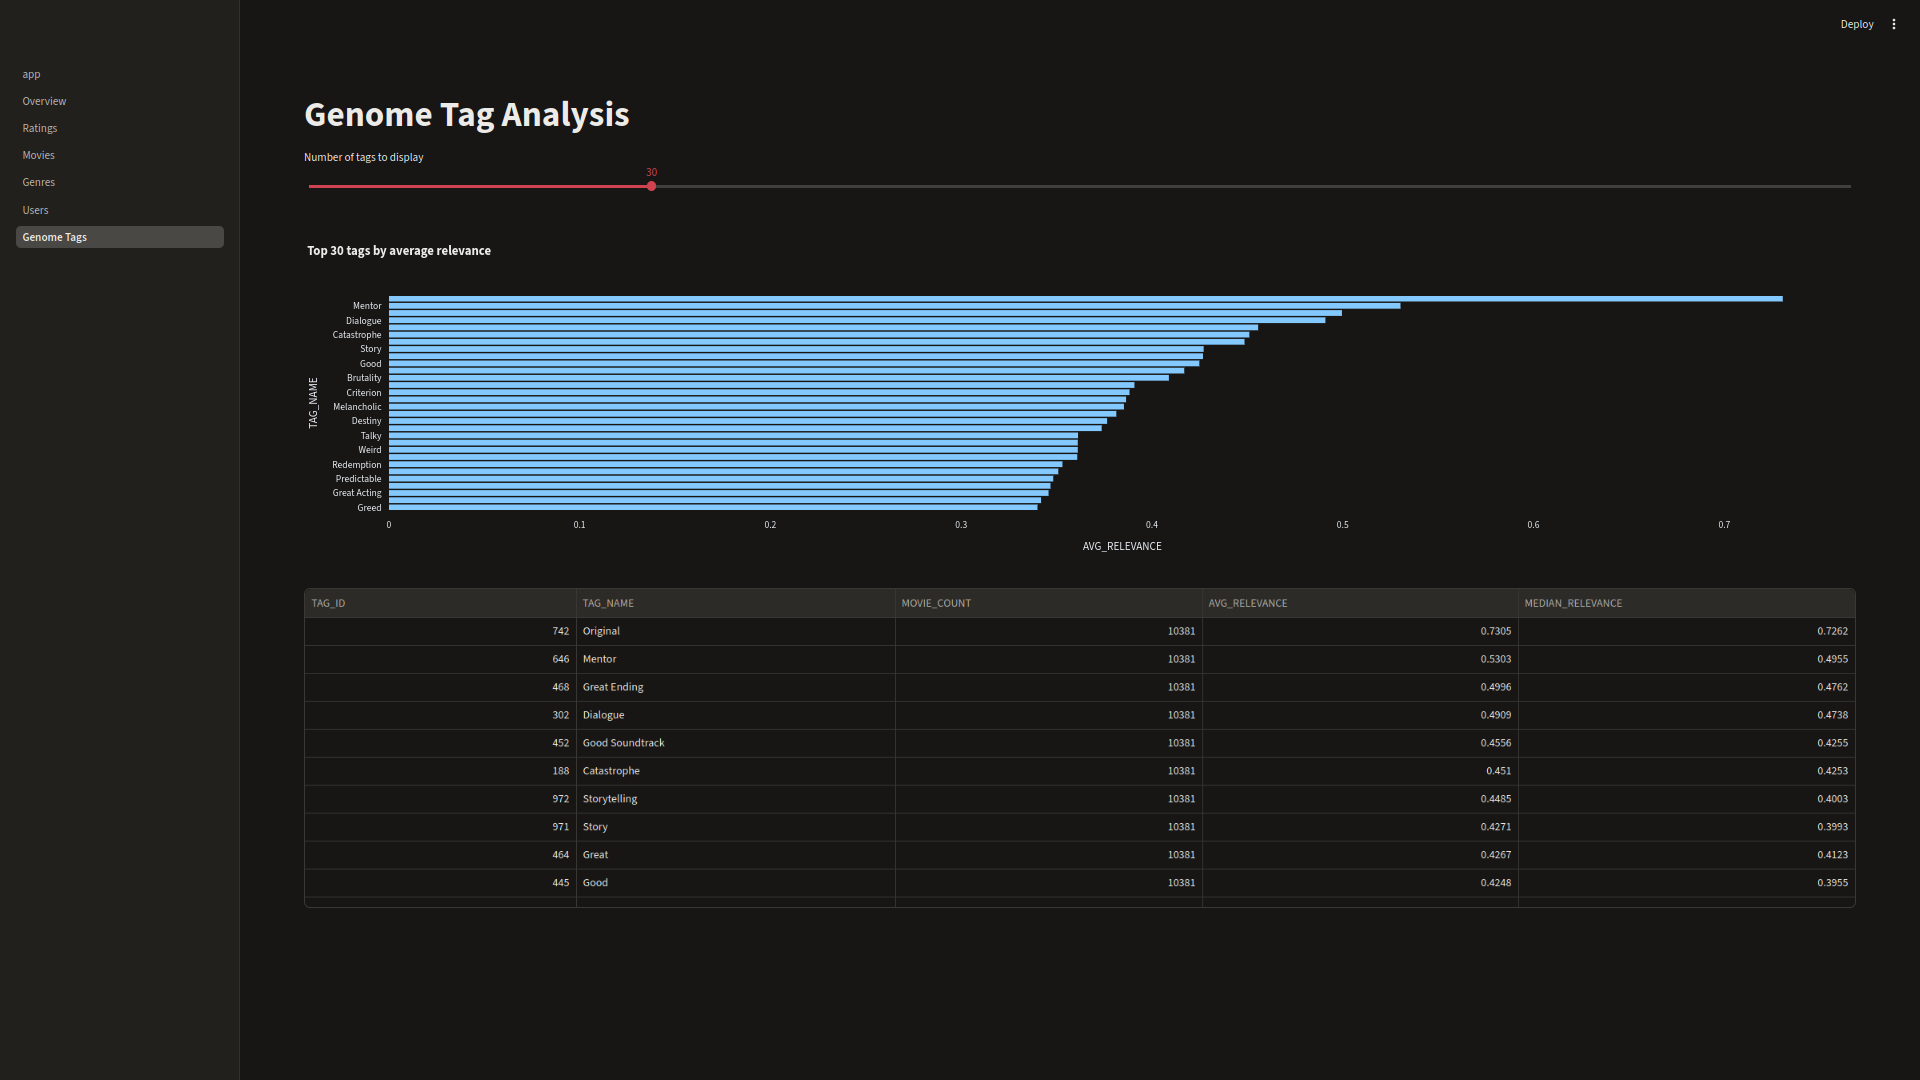 Deploy
app
Overview
Ratings
Movies
Genres
Users
Genome Tags
Genome Tag Analysis
Number of tags to display
30
Top 30 tags by average relevance
TAG_NAME
Mentor
Dialogue
Catastrophe
Story
Good
Brutality
Criterion
Melancholic
Destiny
Talky
Weird
Redemption
Predictable
Great Acting
Greed
0 0.1 0.2 0.3 0.4 0.5 0.6 0.7
AVG_RELEVANCE
TAG_ID TAG_NAME MOVIE_COUNT AVG_RELEVANCE MEDIAN_RELEVANCE
742 Original 10381 0.7305 0.7262
646 Mentor 10381 0.5303 0.4955
468 Great Ending 10381 0.4996 0.4762
302 Dialogue 10381 0.4909 0.4738
452 Good Soundtrack 10381 0.4556 0.4255
188 Catastrophe 10381 0.451 0.4253
972 Storytelling 10381 0.4485 0.4003
971 Story 10381 0.4271 0.3993
464 Great 10381 0.4267 0.4123
445 Good 10381 0.4248 0.3955